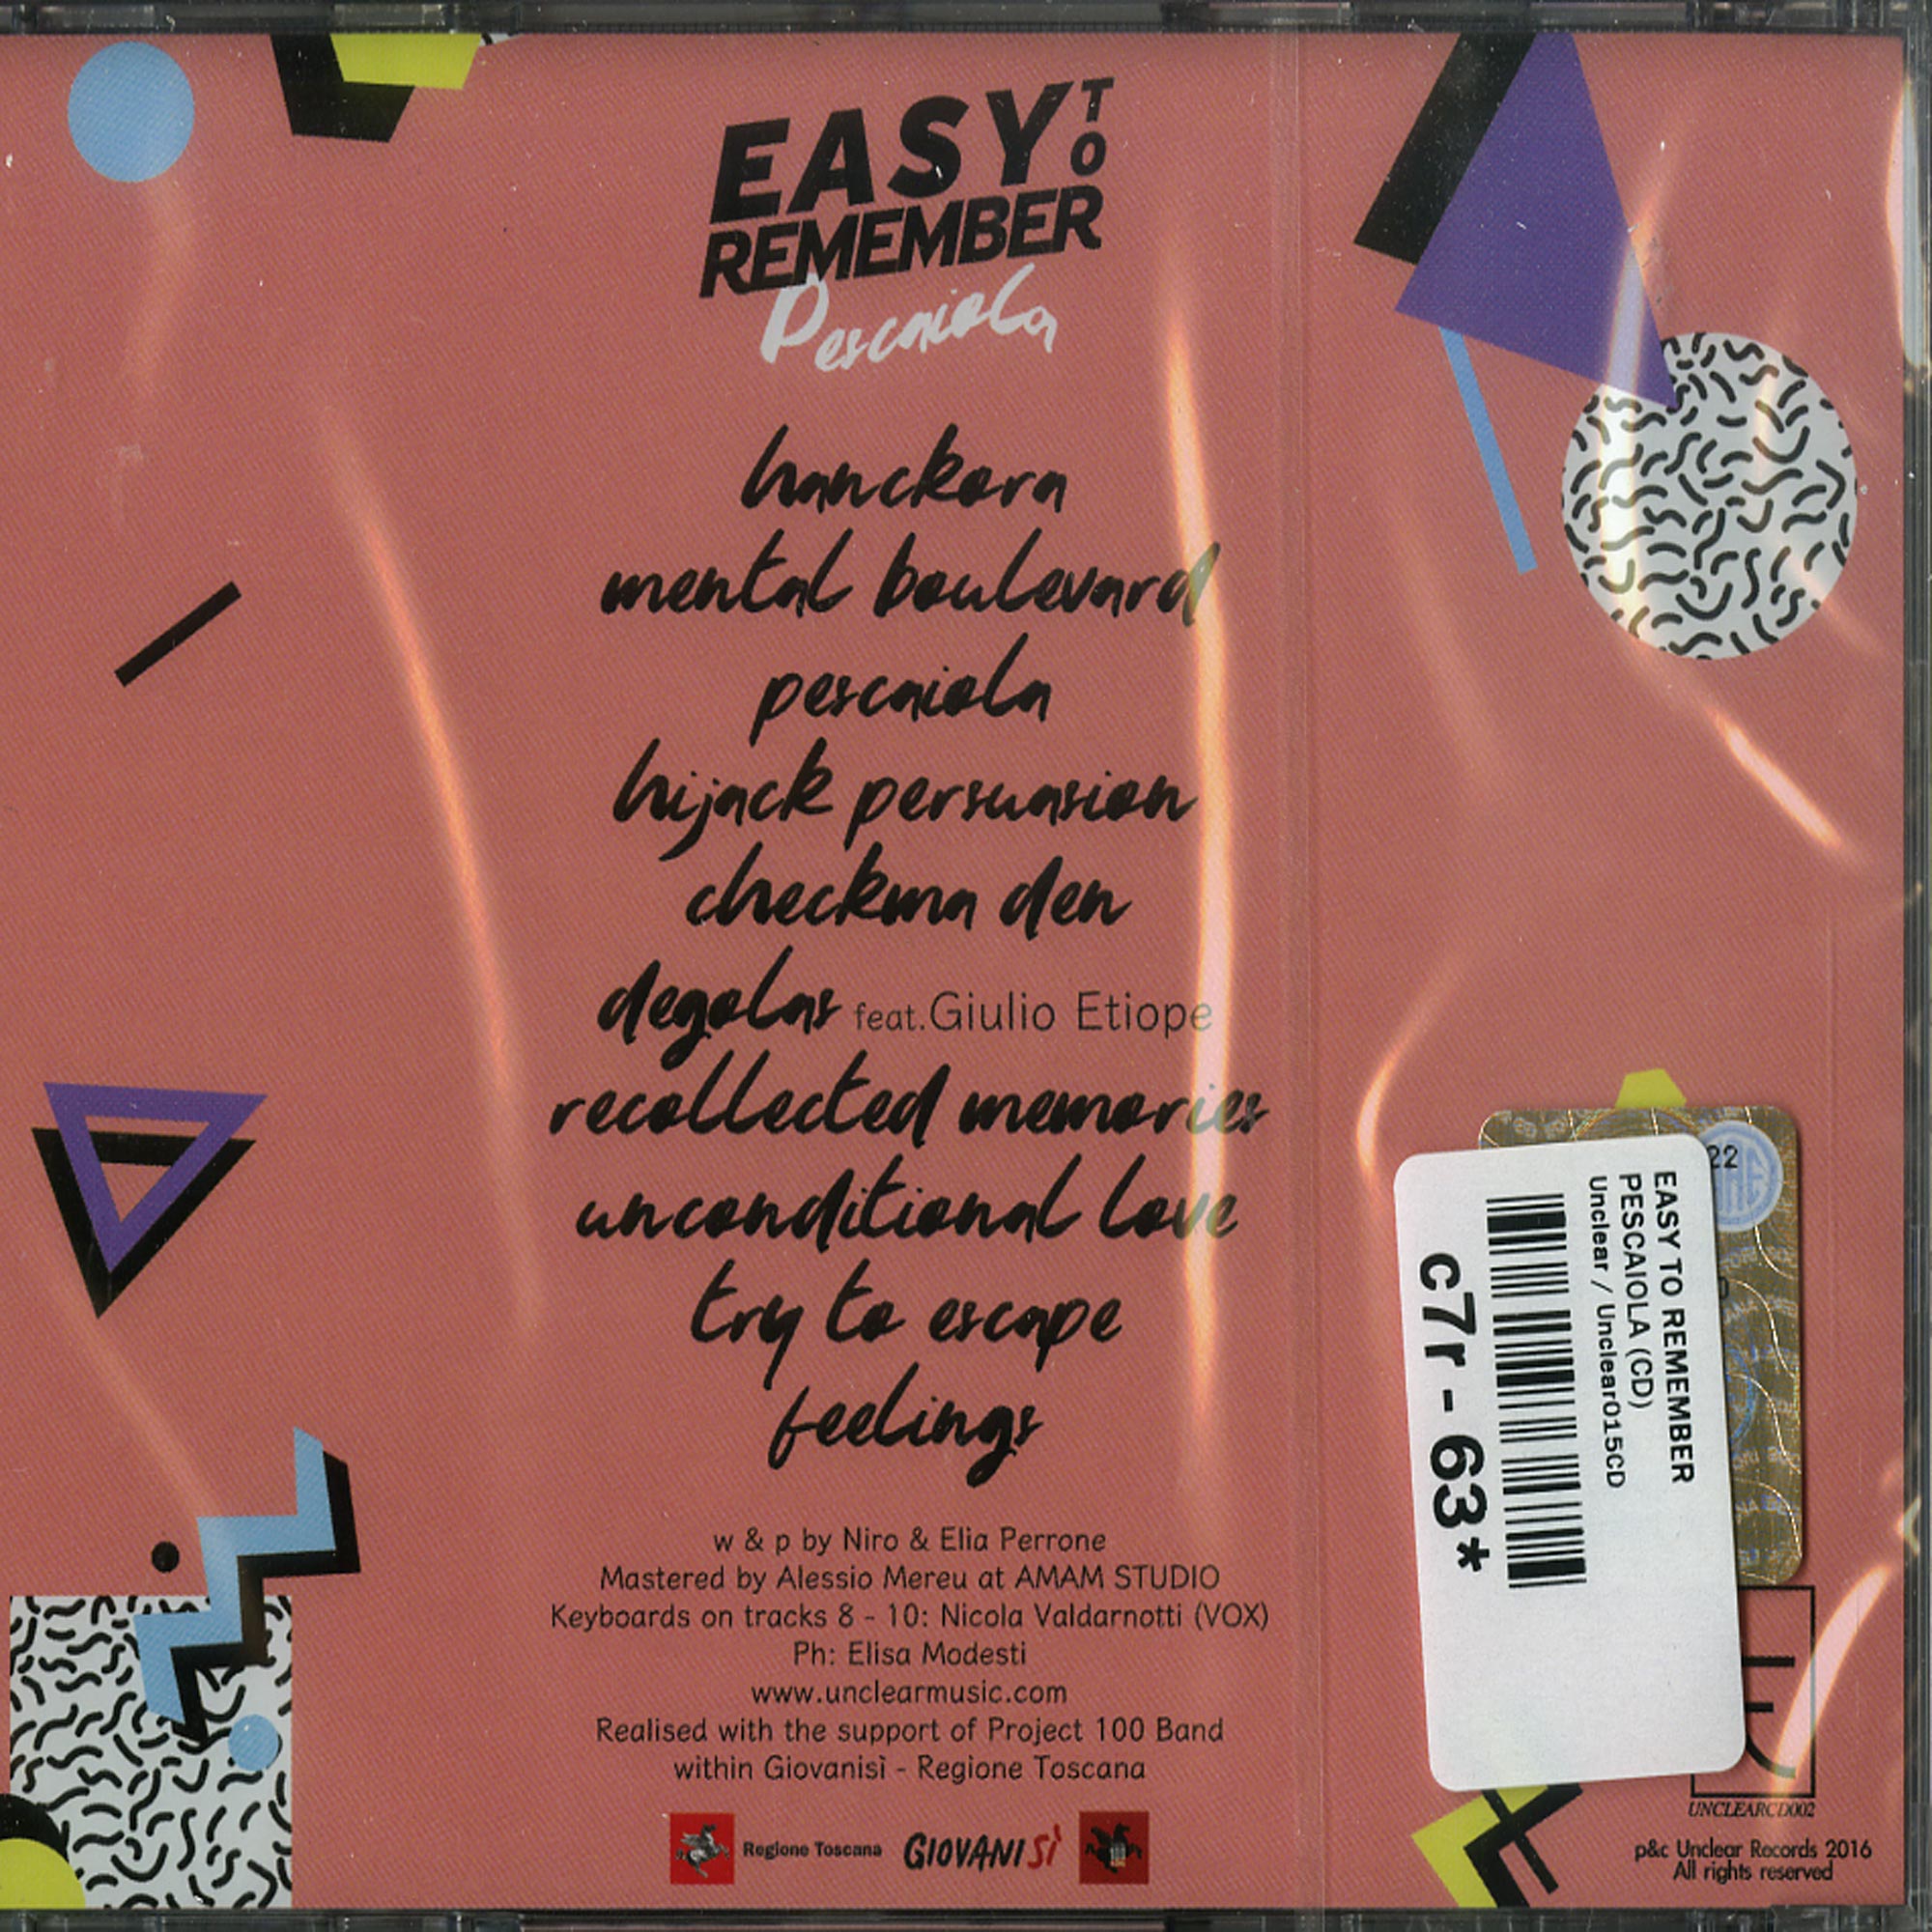 EASY TO
REMEMBER
Pescaiola
hanckora
mental boulevard
pescaiola
hijack persuasion
checkma den
degolas feat. Giulio Etiope
recollected memories
unconditional love
try to escape
feelings
w & p by Niro & Elia Perrone
Mastered by Alessio Mereu at AMAM STUDIO
Keyboards on tracks 8 - 10: Nicola Valdarnotti (VOX)
Ph: Elisa Modesti
www.unclearmusic.com
Realised with the support of Project 100 Band
within Giovanisì - Regione Toscana
Regione Toscana
GIOVANISÌ
22
EASY TO REMEMBER
PESCAIOLA (CD)
Unclear / Unclear015CD
c7r - 63*
UNCLEARCD002
p&c Unclear Records 2016
All rights reserved